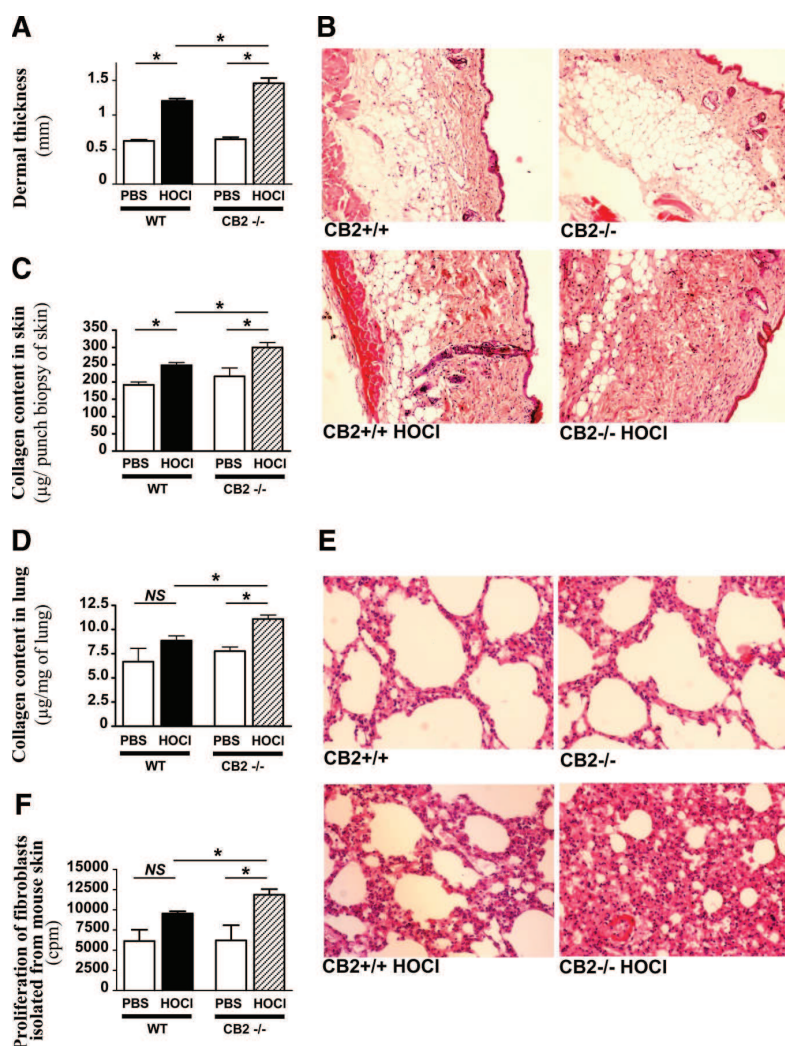 A
Dermal thickness
(mm)
1.5
1
0.5
0
*
*
*
PBS HOCl PBS HOCl
WT CB2 -/-
B
CB2+/+
CB2-/-
CB2+/+ HOCl
CB2-/- HOCl
C
Collagen content in skin
(µg/ punch biopsy of skin)
350
300
250
200
150
100
50
0
*
*
*
PBS HOCl PBS HOCl
WT CB2 -/-
D
Collagen content in lung
(µg/mg of lung)
12.5
10.0
7.5
5.0
2.5
0
*
NS *
PBS HOCl PBS HOCl
WT CB2 -/-
E
CB2+/+
CB2-/-
CB2+/+ HOCl
CB2-/- HOCl
F
Proliferation of fibroblasts
isolated from mouse skin
(cpm)
15000
12500
10000
7500
5000
2500
0
*
NS *
PBS HOCl PBS HOCl
WT CB2 -/-